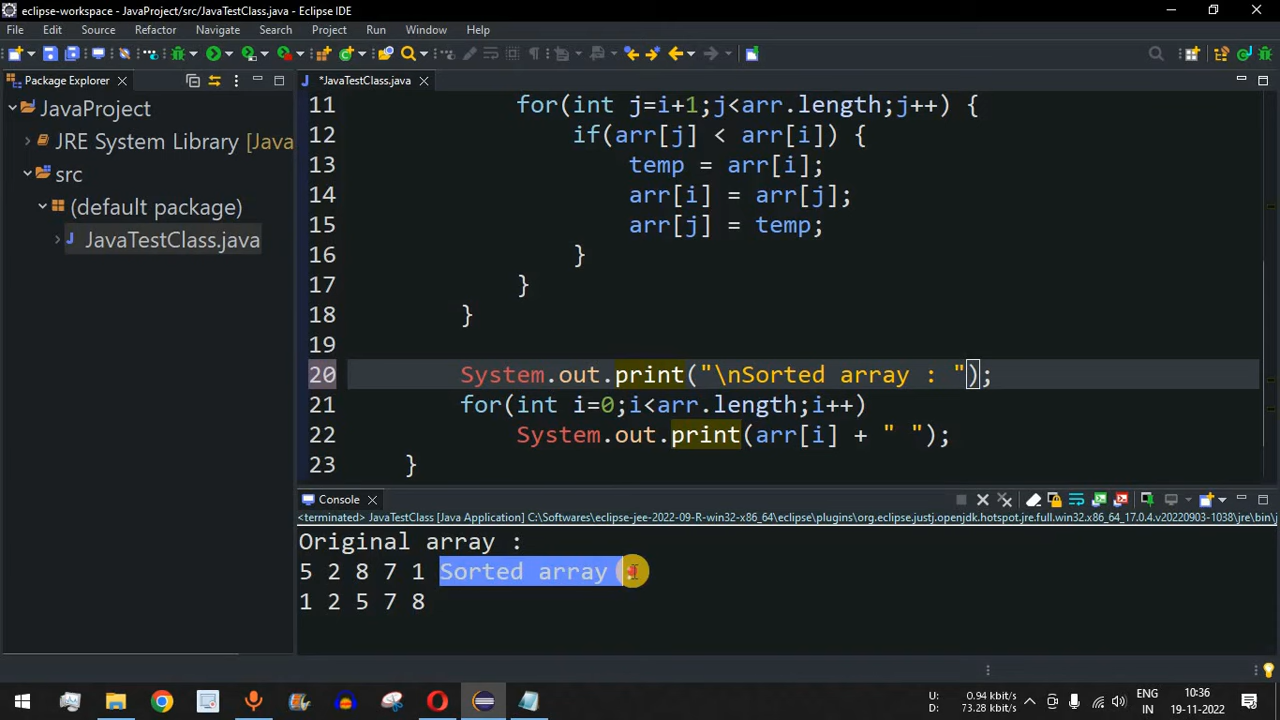 eclipse-workspace - JavaProject/src/JavaTestClass.java - Eclipse IDE
File Edit Source Refactor Navigate Search Project Run Window Help
Package Explorer
*JavaTestClass.java
JavaProject
JRE System Library [Java
src
(default package)
JavaTestClass.java
11 for(int j=i+1;j<arr.length;j++) {
12 if(arr[j] < arr[i]) {
13 temp = arr[i];
14 arr[i] = arr[j];
15 arr[j] = temp;
16 }
17 }
18 }
19
20 System.out.print("\nSorted array : ");
21 for(int i=0;i<arr.length;i++)
22 System.out.print(arr[i] + " ");
23 }
Console
<terminated> JavaTestClass [Java Application] C:\Softwares\eclipse-jee-2022-09-R-win32-x86_64\eclipse\plugins\org.eclipse.justj.openjdk.hotspot.jre.full.win32.x86_64_17.0.4.v20220903-1038\jre\bin\j
Original array :
5 2 8 7 1 Sorted array :
1 2 5 7 8
U: 0.94 kbit/s
D: 73.28 kbit/s
ENG
IN
10:36
19-11-2022